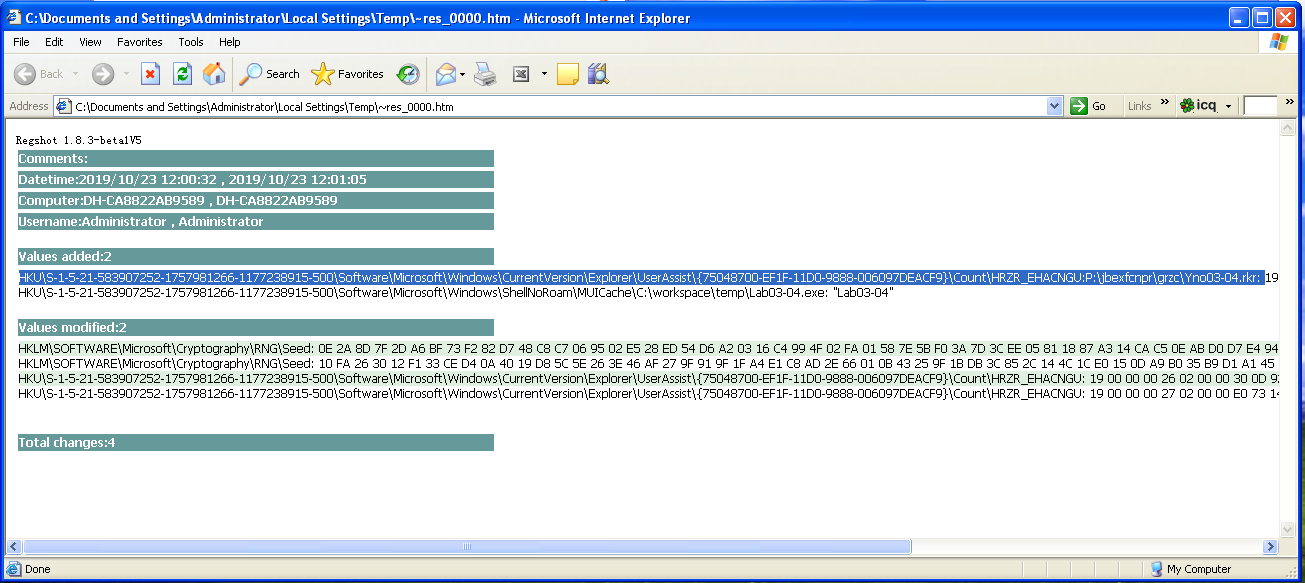 C:\Documents and Settings\Administrator\Local Settings\Temp\~res_0000.htm - Microsoft Internet Explorer
File Edit View Favorites Tools Help
Back Search Favorites
Address C:\Documents and Settings\Administrator\Local Settings\Temp\~res_0000.htm Go Links » icq »
Regshot 1.8.3-beta1V5
Comments:
Datetime:2019/10/23 12:00:32 , 2019/10/23 12:01:05
Computer:DH-CA8822AB9589 , DH-CA8822AB9589
Username:Administrator , Administrator
Values added:2
HKU\S-1-5-21-583907252-1757981266-1177238915-500\Software\Microsoft\Windows\CurrentVersion\Explorer\UserAssist\{75048700-EF1F-11D0-9888-006097DEACF9}\Count\HRZR_EHACNGU:P:\jbexfcnpr\grzc\Yno03-04.rkr: 19
HKU\S-1-5-21-583907252-1757981266-1177238915-500\Software\Microsoft\Windows\ShellNoRoam\MUICache\C:\workspace\temp\Lab03-04.exe: "Lab03-04"
Values modified:2
HKLM\SOFTWARE\Microsoft\Cryptography\RNG\Seed: 0E 2A 8D 7F 2D A6 BF 73 F2 82 D7 48 C8 C7 06 95 02 E5 28 ED 54 D6 A2 03 16 C4 99 4F 02 FA 01 58 7E 5B F0 3A 7D 3C EE 05 81 18 87 A3 14 CA C5 0E AB D0 D7 E4 94
HKLM\SOFTWARE\Microsoft\Cryptography\RNG\Seed: 10 FA 26 30 12 F1 33 CE D4 0A 40 19 D8 5C 5E 26 3E 46 AF 27 9F 91 9F 1F A4 E1 C8 AD 2E 66 01 0B 43 25 9F 1B DB 3C 85 2C 14 4C 1C E0 15 0D A9 B0 35 B9 D1 A1 45
HKU\S-1-5-21-583907252-1757981266-1177238915-500\Software\Microsoft\Windows\CurrentVersion\Explorer\UserAssist\{75048700-EF1F-11D0-9888-006097DEACF9}\Count\HRZR_EHACNGU: 19 00 00 00 26 02 00 00 30 0D 92
HKU\S-1-5-21-583907252-1757981266-1177238915-500\Software\Microsoft\Windows\CurrentVersion\Explorer\UserAssist\{75048700-EF1F-11D0-9888-006097DEACF9}\Count\HRZR_EHACNGU: 19 00 00 00 27 02 00 00 E0 73 14
Total changes:4
Done My Computer